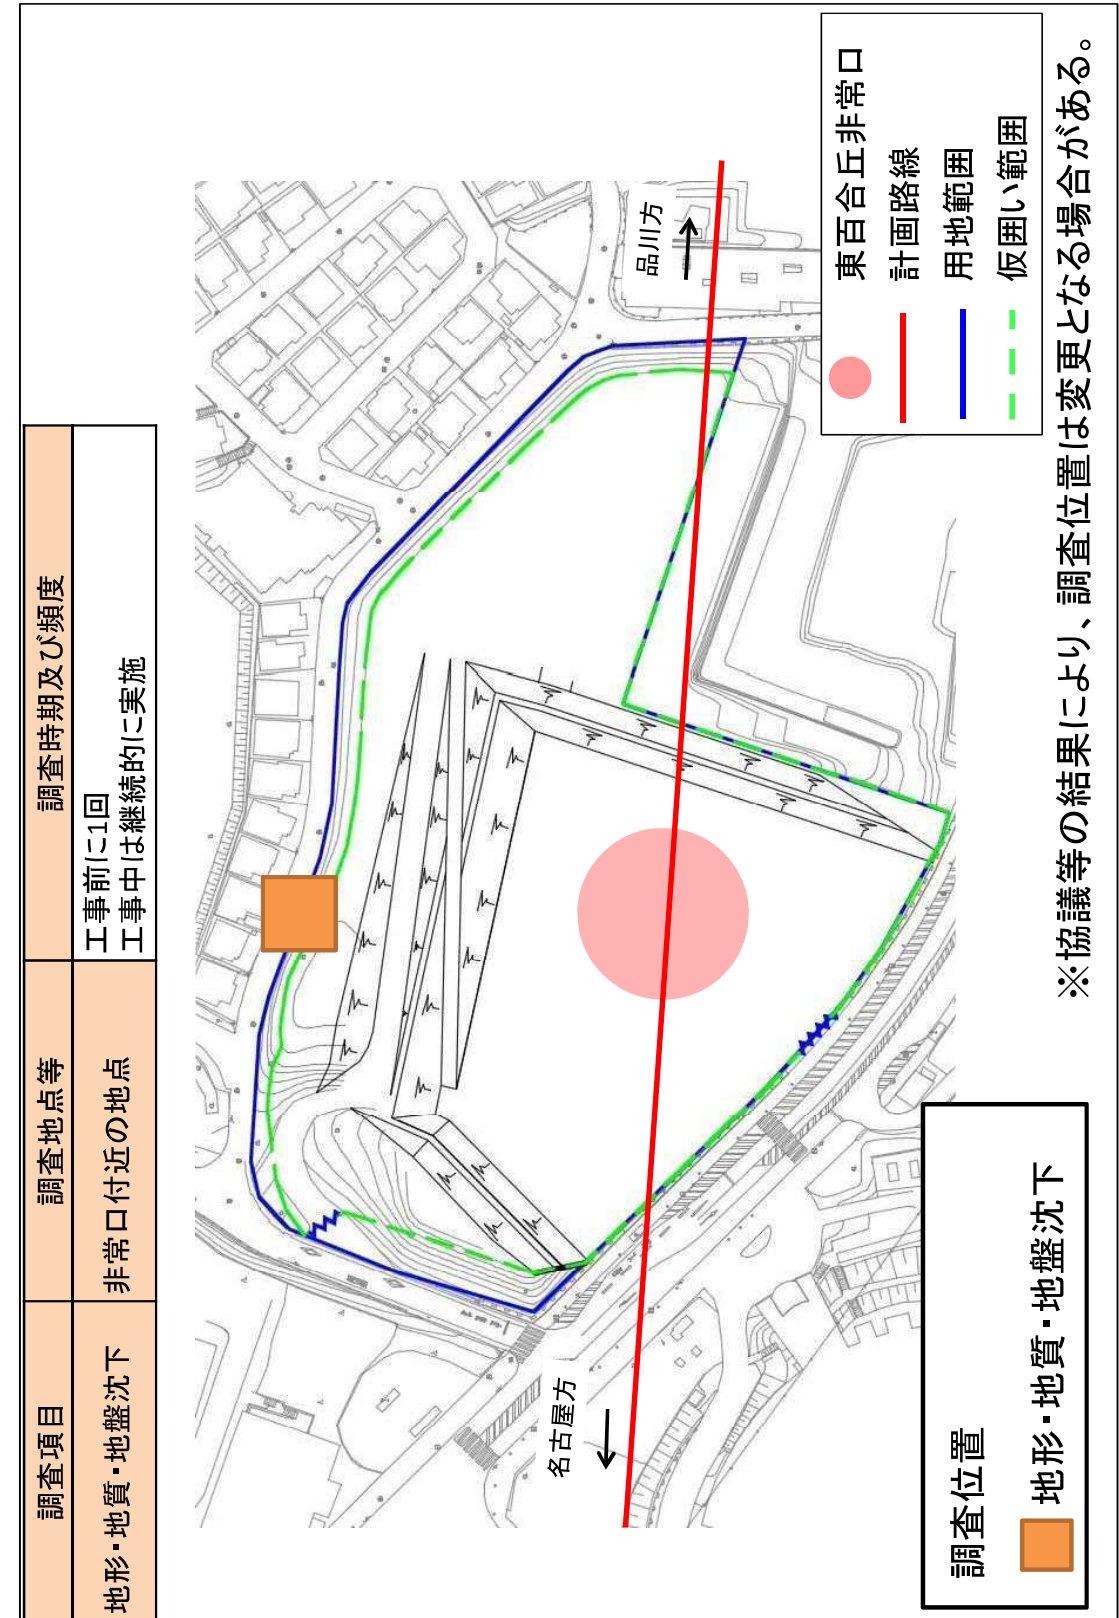 調査項目
調査地点等
調査時期及び頻度
地形・地質・地盤沈下
非常口付近の地点
工事前に1回
工事中は継続的に実施
名古屋方
品川方
東百合丘非常口
計画路線
用地範囲
仮囲い範囲
調査位置
地形・地質・地盤沈下
※協議等の結果により、調査位置は変更となる場合がある。